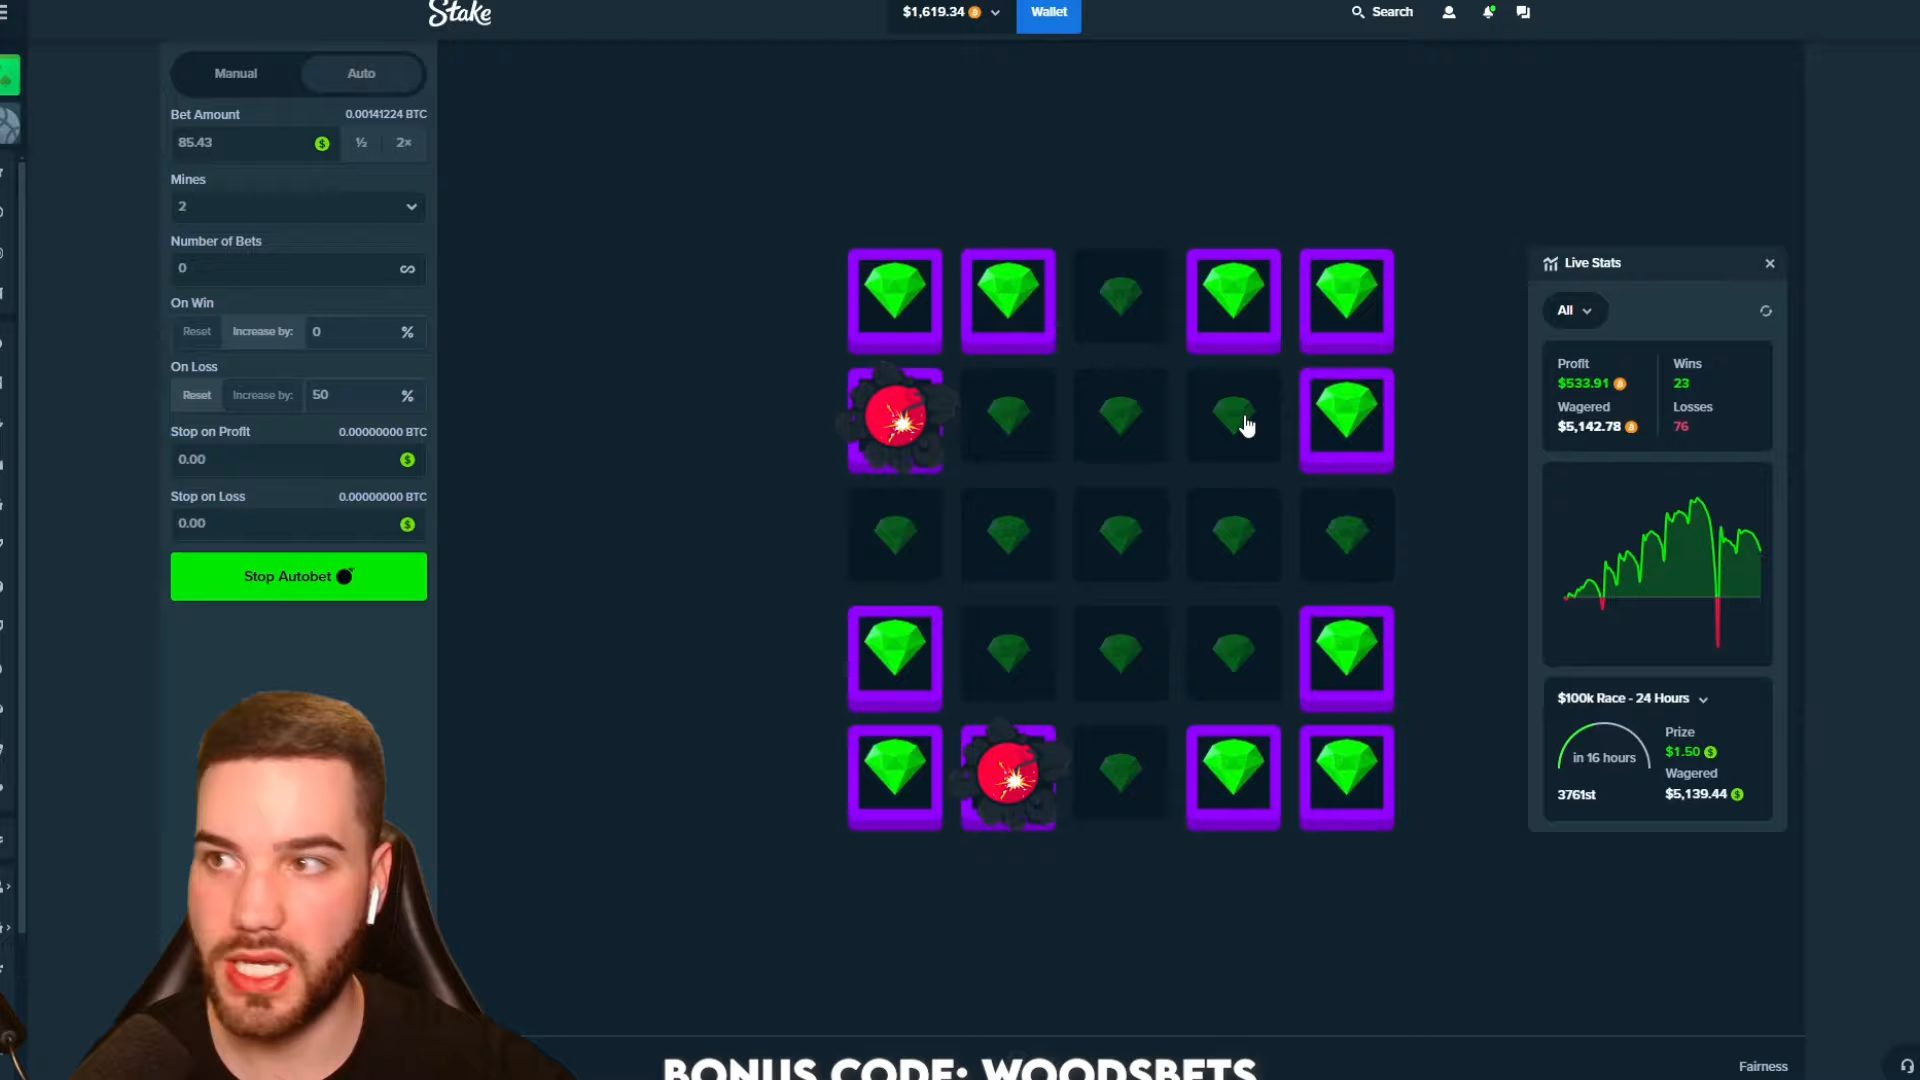 Stake
$1,619.34
Wallet
Search
Manual
Auto
Bet Amount
0.00141224 BTC
85.43
½
2×
Mines
2
Number of Bets
0
∞
On Win
Reset
Increase by:
0
%
On Loss
Reset
Increase by:
50
%
Stop on Profit
0.00000000 BTC
0.00
Stop on Loss
0.00000000 BTC
0.00
Stop Autobet
Live Stats
All
Profit
Wins
$533.91
23
Wagered
Losses
$5,142.78
76
$100k Race - 24 Hours
in 16 hours
Prize
$1.50
Wagered
3761st
$5,139.44
BONUS CODE: WOODSBETS
Fairness